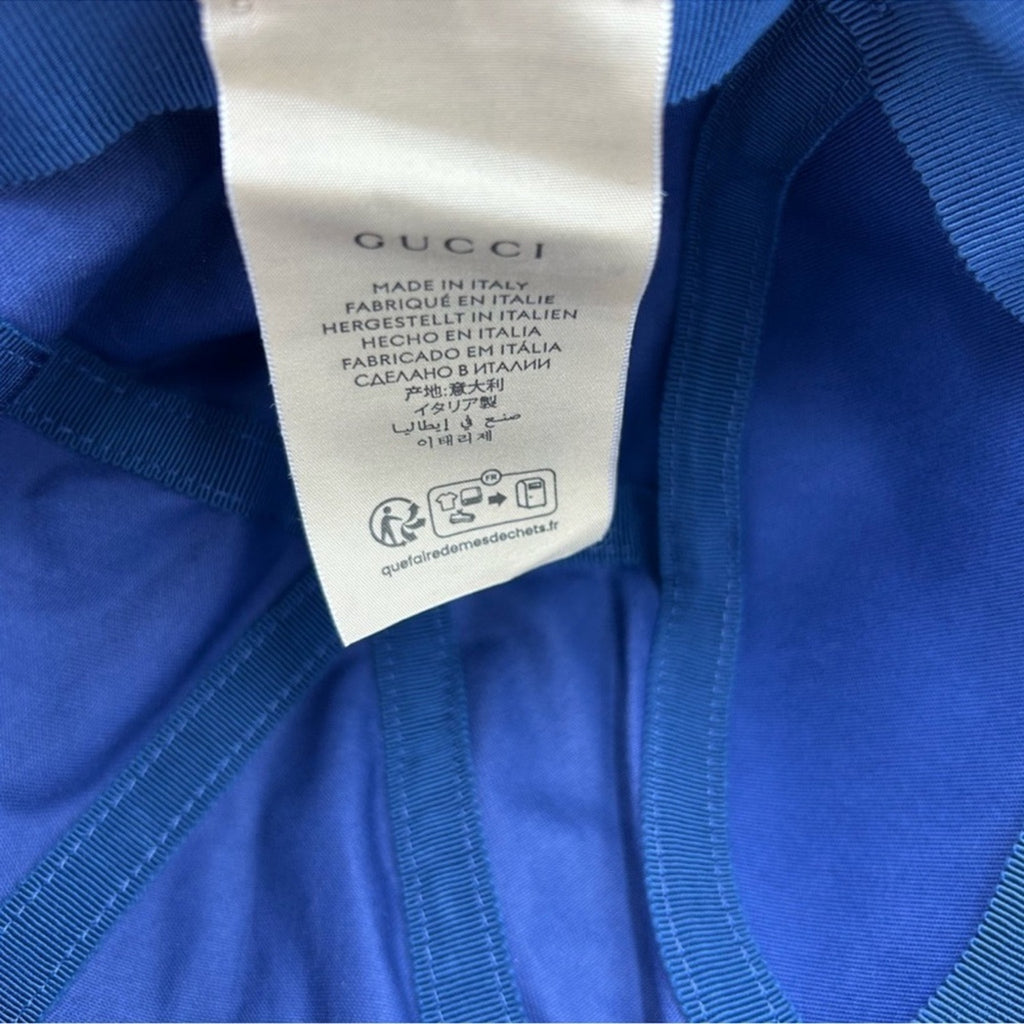 GUCCI
MADE IN ITALY
FABRIQUÉ EN ITALIE
HERGESTELLT IN ITALIEN
HECHO EN ITALIA
FABRICADO EM ITÁLIA
СДЕЛАНО В ИТАЛИИ
产地:意大利
イタリア製
صنع في إيطاليا
이태리제
FR
quefairedemesdechets.fr